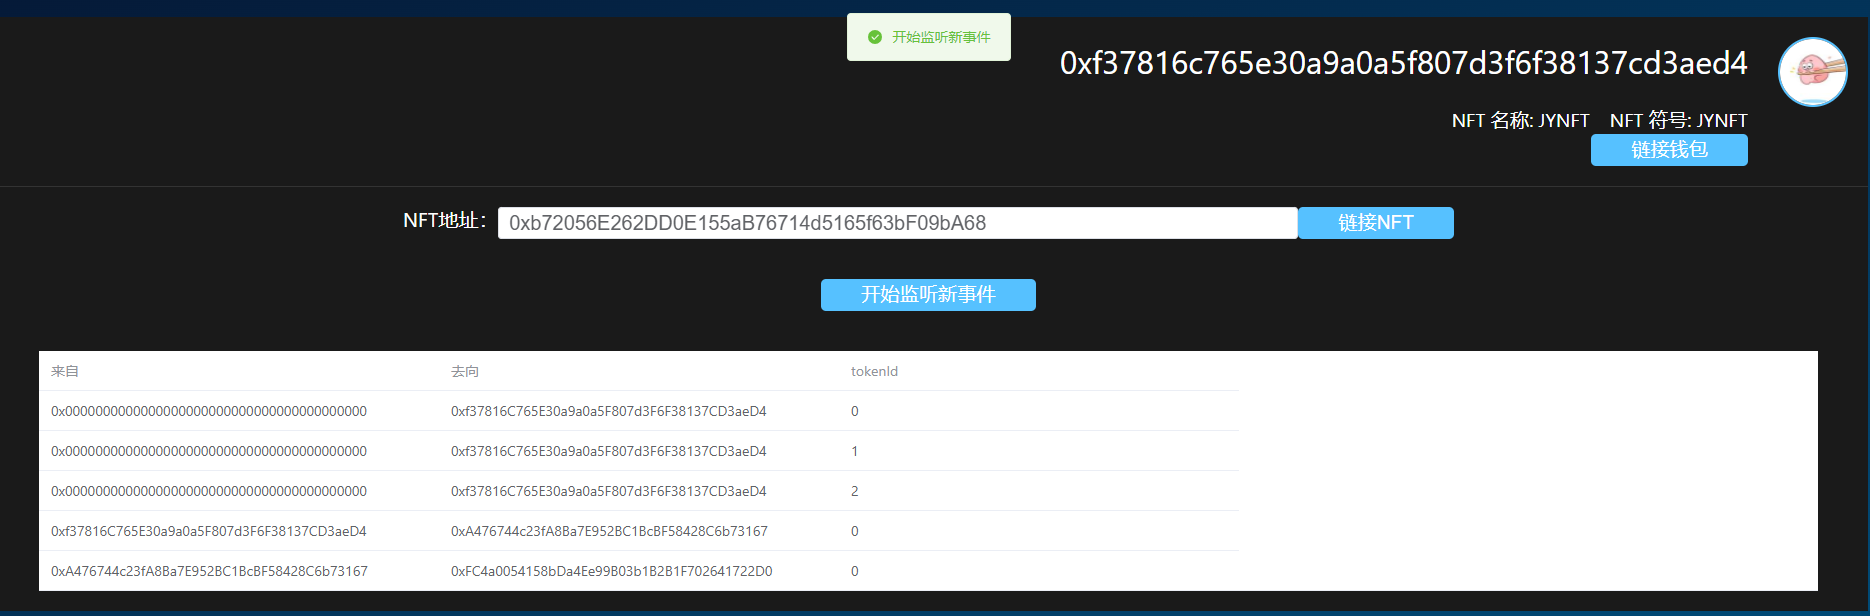 开始监听新事件
0xf37816c765e30a9a0a5f807d3f6f38137cd3aed4
NFT 名称: JYNFT NFT 符号: JYNFT
链接钱包
NFT地址: 0xb72056E262DD0E155aB76714d5165f63bF09bA68 链接NFT
开始监听新事件
来自 去向 tokenId
0x0000000000000000000000000000000000000000 0xf37816C765E30a9a0a5F807d3F6F38137CD3aeD4 0
0x0000000000000000000000000000000000000000 0xf37816C765E30a9a0a5F807d3F6F38137CD3aeD4 1
0x0000000000000000000000000000000000000000 0xf37816C765E30a9a0a5F807d3F6F38137CD3aeD4 2
0xf37816C765E30a9a0a5F807d3F6F38137CD3aeD4 0xA476744c23fA8Ba7E952BC1BcBF58428C6b73167 0
0xA476744c23fA8Ba7E952BC1BcBF58428C6b73167 0xFC4a0054158bDa4Ee99B03b1B2B1F702641722D0 0